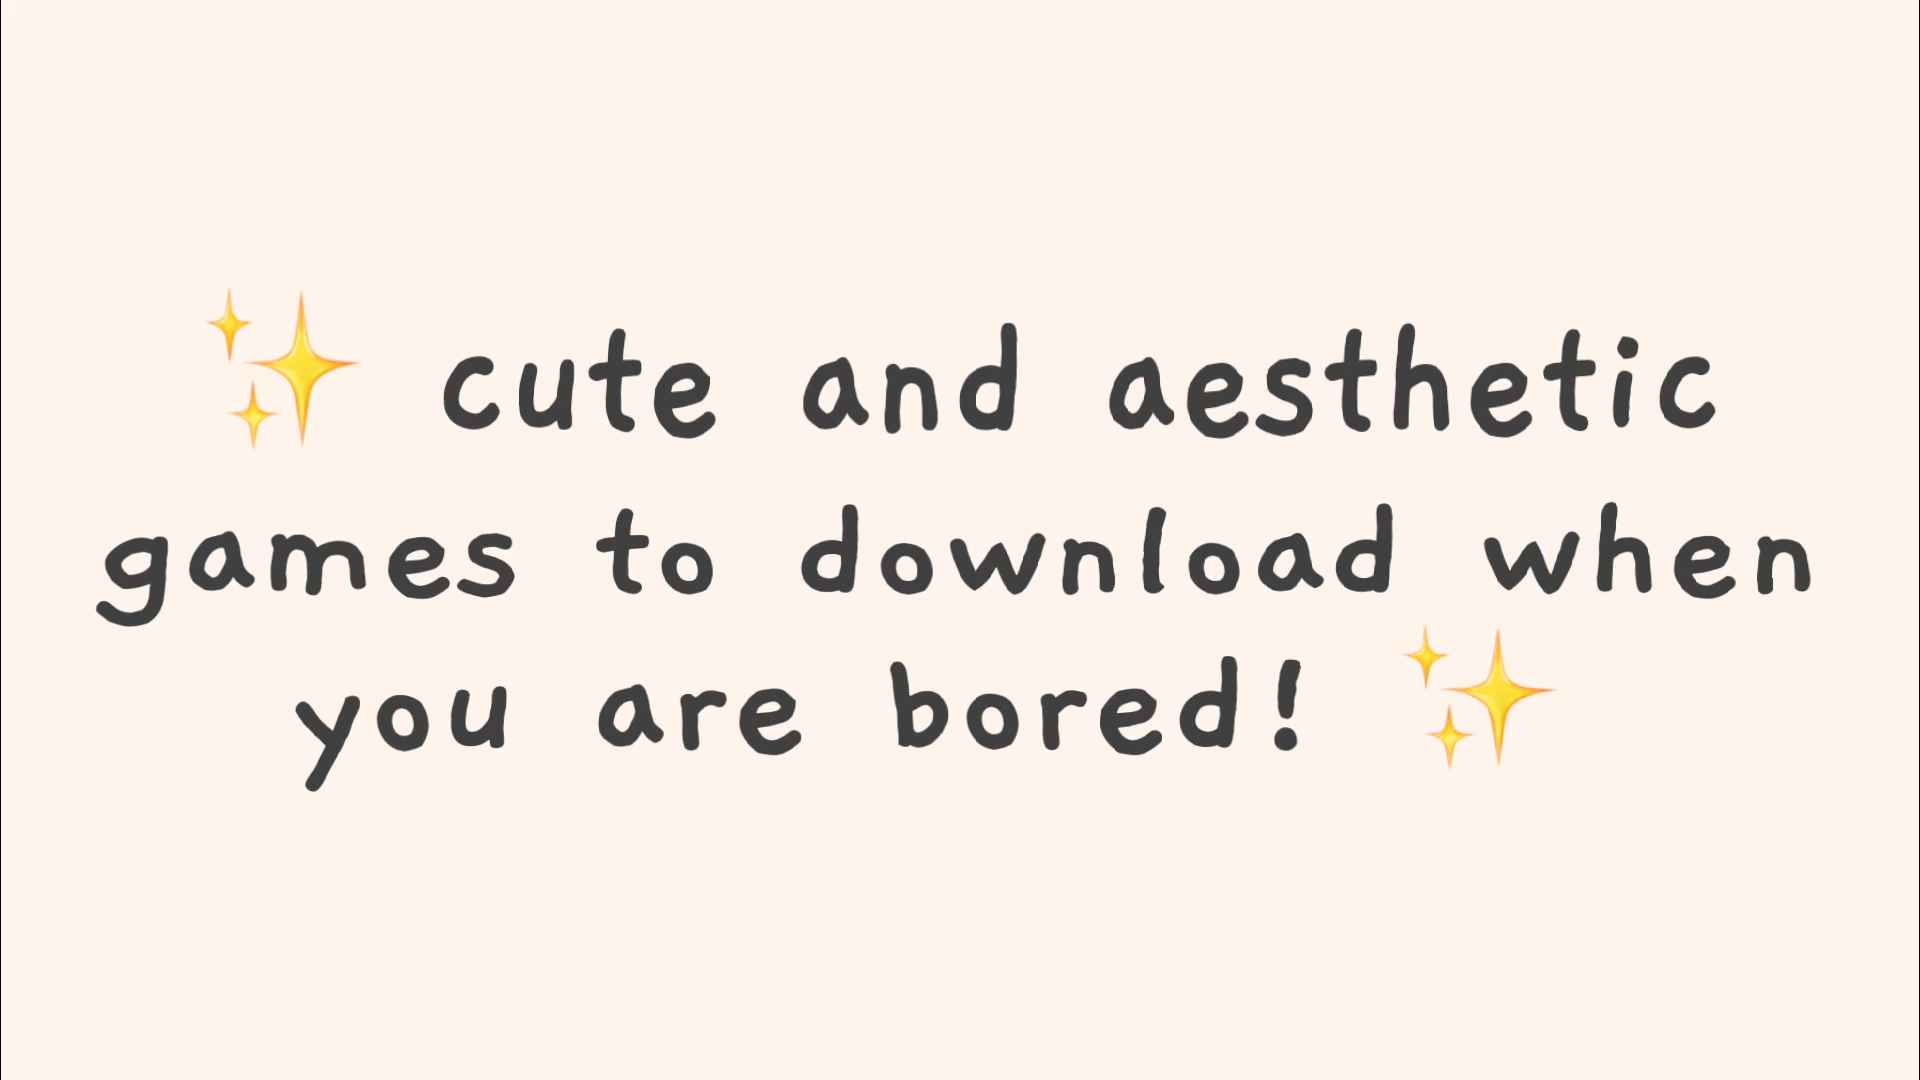 ✨ cute and aesthetic
games to download when
you are bored! ✨